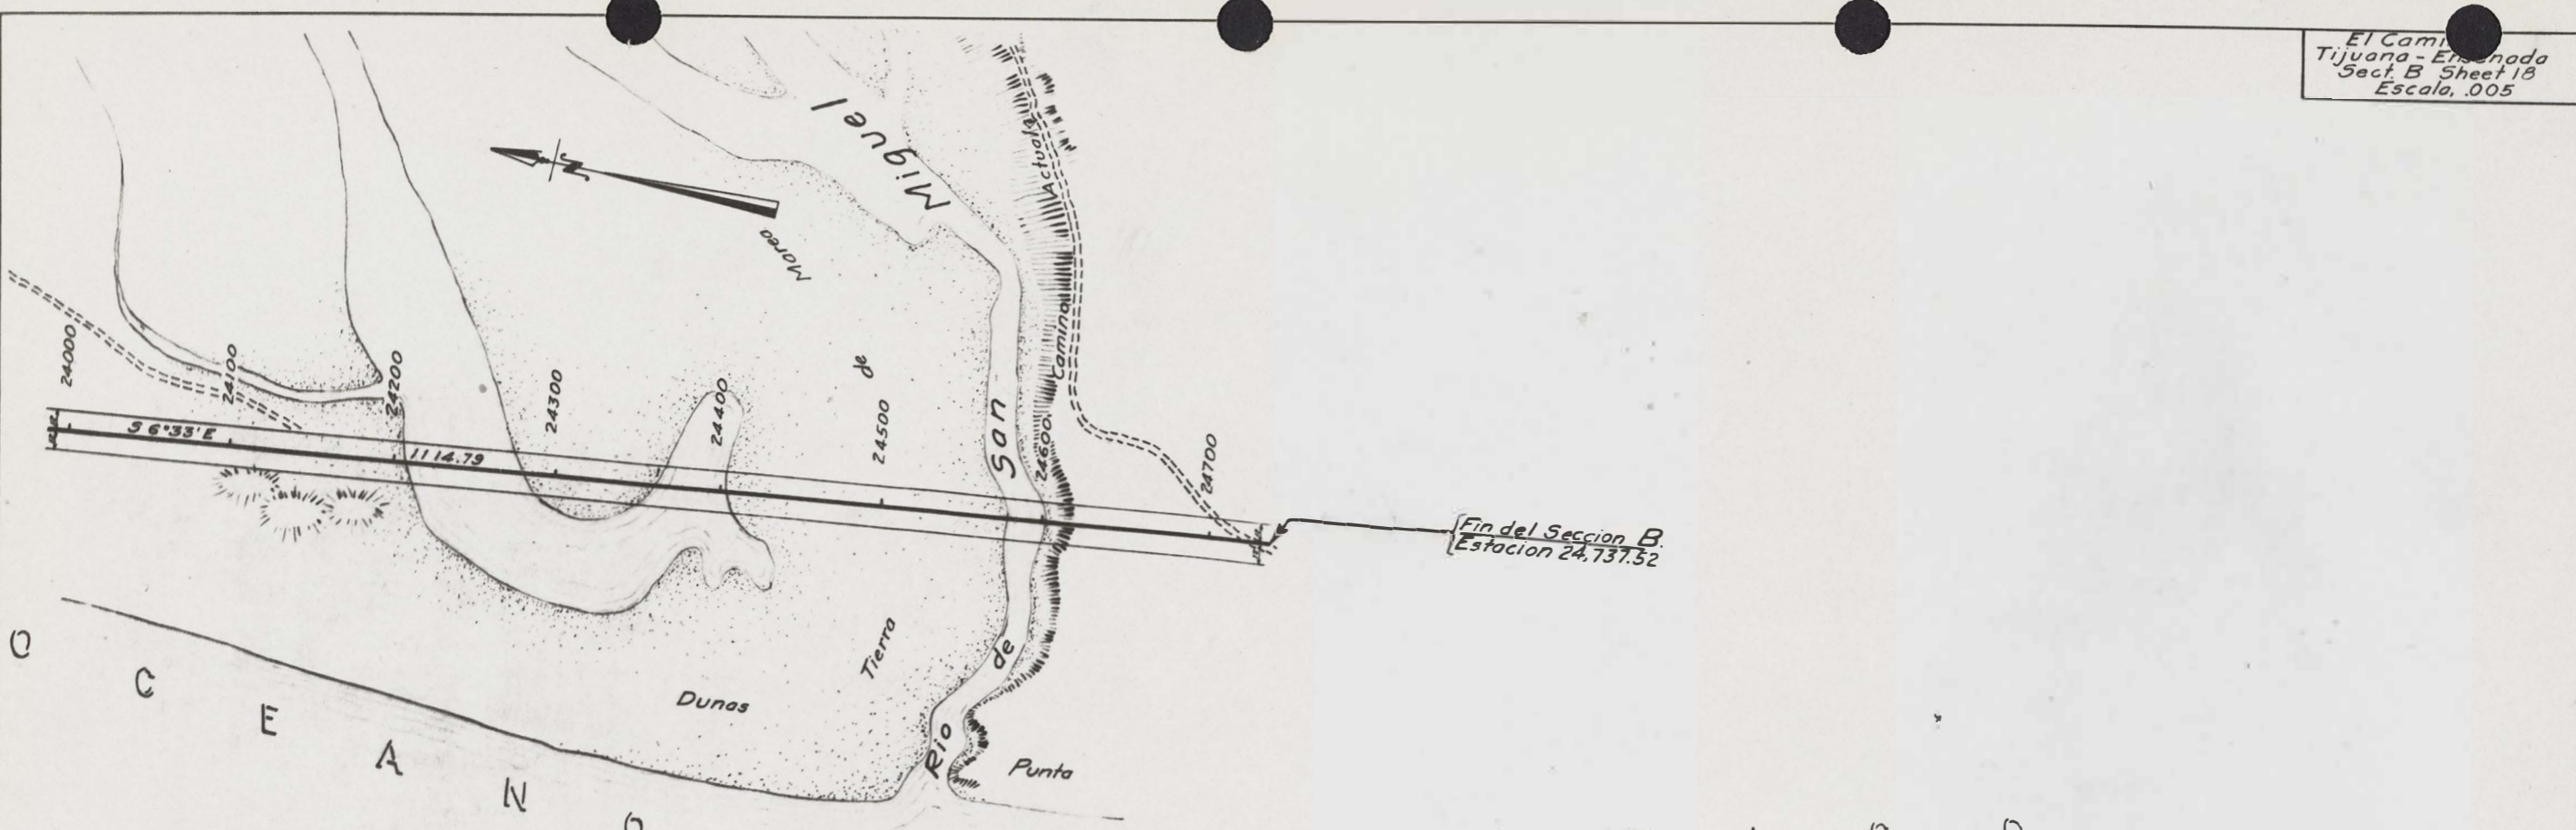 El Cami
Tijuana - Ensenada
Sect. B Sheet 18
Escala, .005
Miguel
Actual
N
Marea
Camino
24000
24100
24200
24300
24400
de
24500
San
24600
24700
S 6°33'E
1114.79
Fin del Seccion B.
Estacion 24,737.52
Tierra
de
Dunas
Rio
Punta
OCEANO